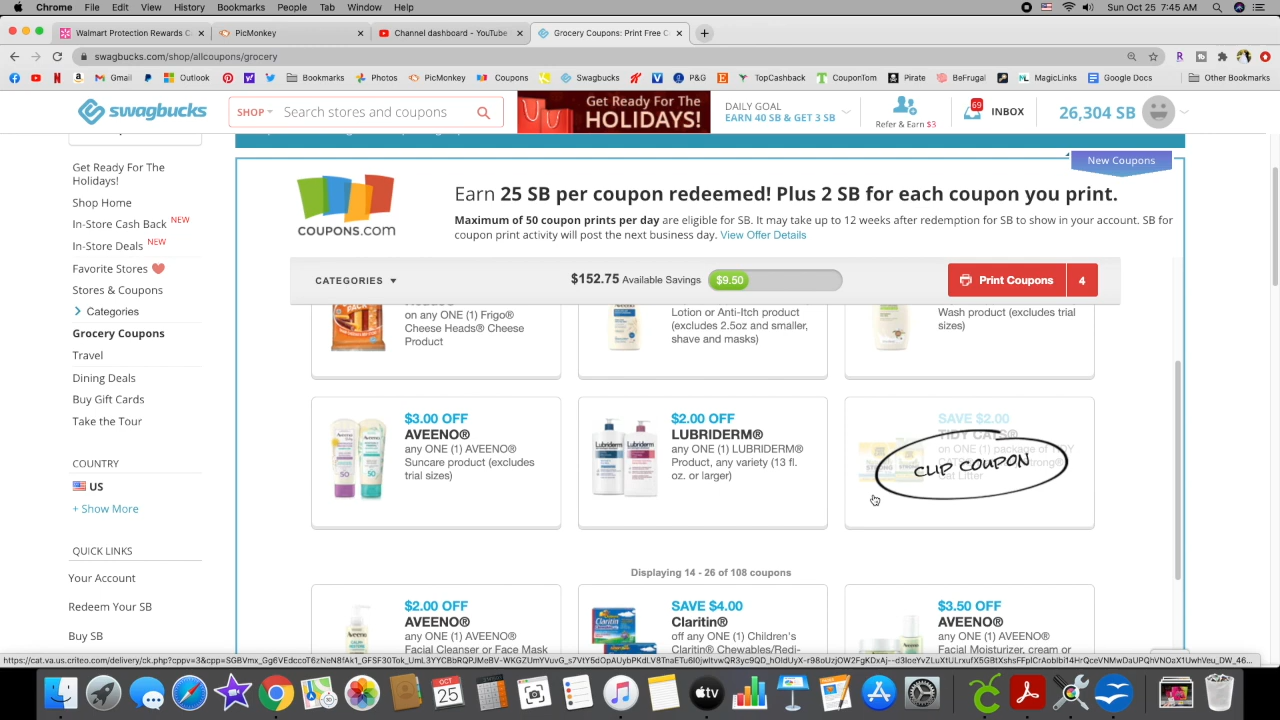 Chrome File Edit View History Bookmarks People Tab Window Help Sun Oct 25 7:45 AM
Walmart Protection Rewards C PicMonkey Channel dashboard - YouTube Grocery Coupons: Print Free C
swagbucks.com/shop/allcoupons/grocery
Gmail Outlook Bookmarks Photos PicMonkey Coupons Swagbucks P&G TopCashback CouponTom Pirate BeFrugal MagicLinks Google Docs Other Bookmarks
swagbucks
SHOP Search stores and coupons
Get Ready For The
HOLIDAYS!
DAILY GOAL
EARN 40 SB & GET 3 SB
Refer & Earn $3
69
INBOX
26,304 SB
Get Ready For The
Holidays!
Shop Home
In-Store Cash Back NEW
In-Store Deals NEW
Favorite Stores
Stores & Coupons
Categories
Grocery Coupons
Travel
Dining Deals
Buy Gift Cards
Take the Tour
COUNTRY
US
+ Show More
QUICK LINKS
Your Account
Redeem Your SB
Buy SB
New Coupons
COUPONS.com
Earn 25 SB per coupon redeemed! Plus 2 SB for each coupon you print.
Maximum of 50 coupon prints per day are eligible for SB. It may take up to 12 weeks after redemption for SB to show in your account. SB for
coupon print activity will post the next business day. View Offer Details
CATEGORIES
$152.75 Available Savings
$9.50
Print Coupons 4
on any ONE (1) Frigo®
Cheese Heads® Cheese
Product
Lotion or Anti-Itch product
(excludes 2.5oz and smaller,
shave and masks)
Wash product (excludes trial
sizes)
$3.00 OFF
AVEENO®
any ONE (1) AVEENO®
Suncare product (excludes
trial sizes)
$2.00 OFF
LUBRIDERM®
any ONE (1) LUBRIDERM®
Product, any variety (13 fl.
oz. or larger)
SAVE $2.00
TIDY CATS®
on ONE (1) package of TIDY
CLIP COUPON
Cat Litter
Displaying 14 - 26 of 108 coupons
$2.00 OFF
AVEENO®
any ONE (1) AVEENO®
Facial Cleanser or Face Mask
SAVE $4.00
Claritin®
off any ONE (1) Children's
Claritin® Chewables/Redi-
$3.50 OFF
AVEENO®
any ONE (1) AVEENO®
Facial Moisturizer, cream or
OCT
25